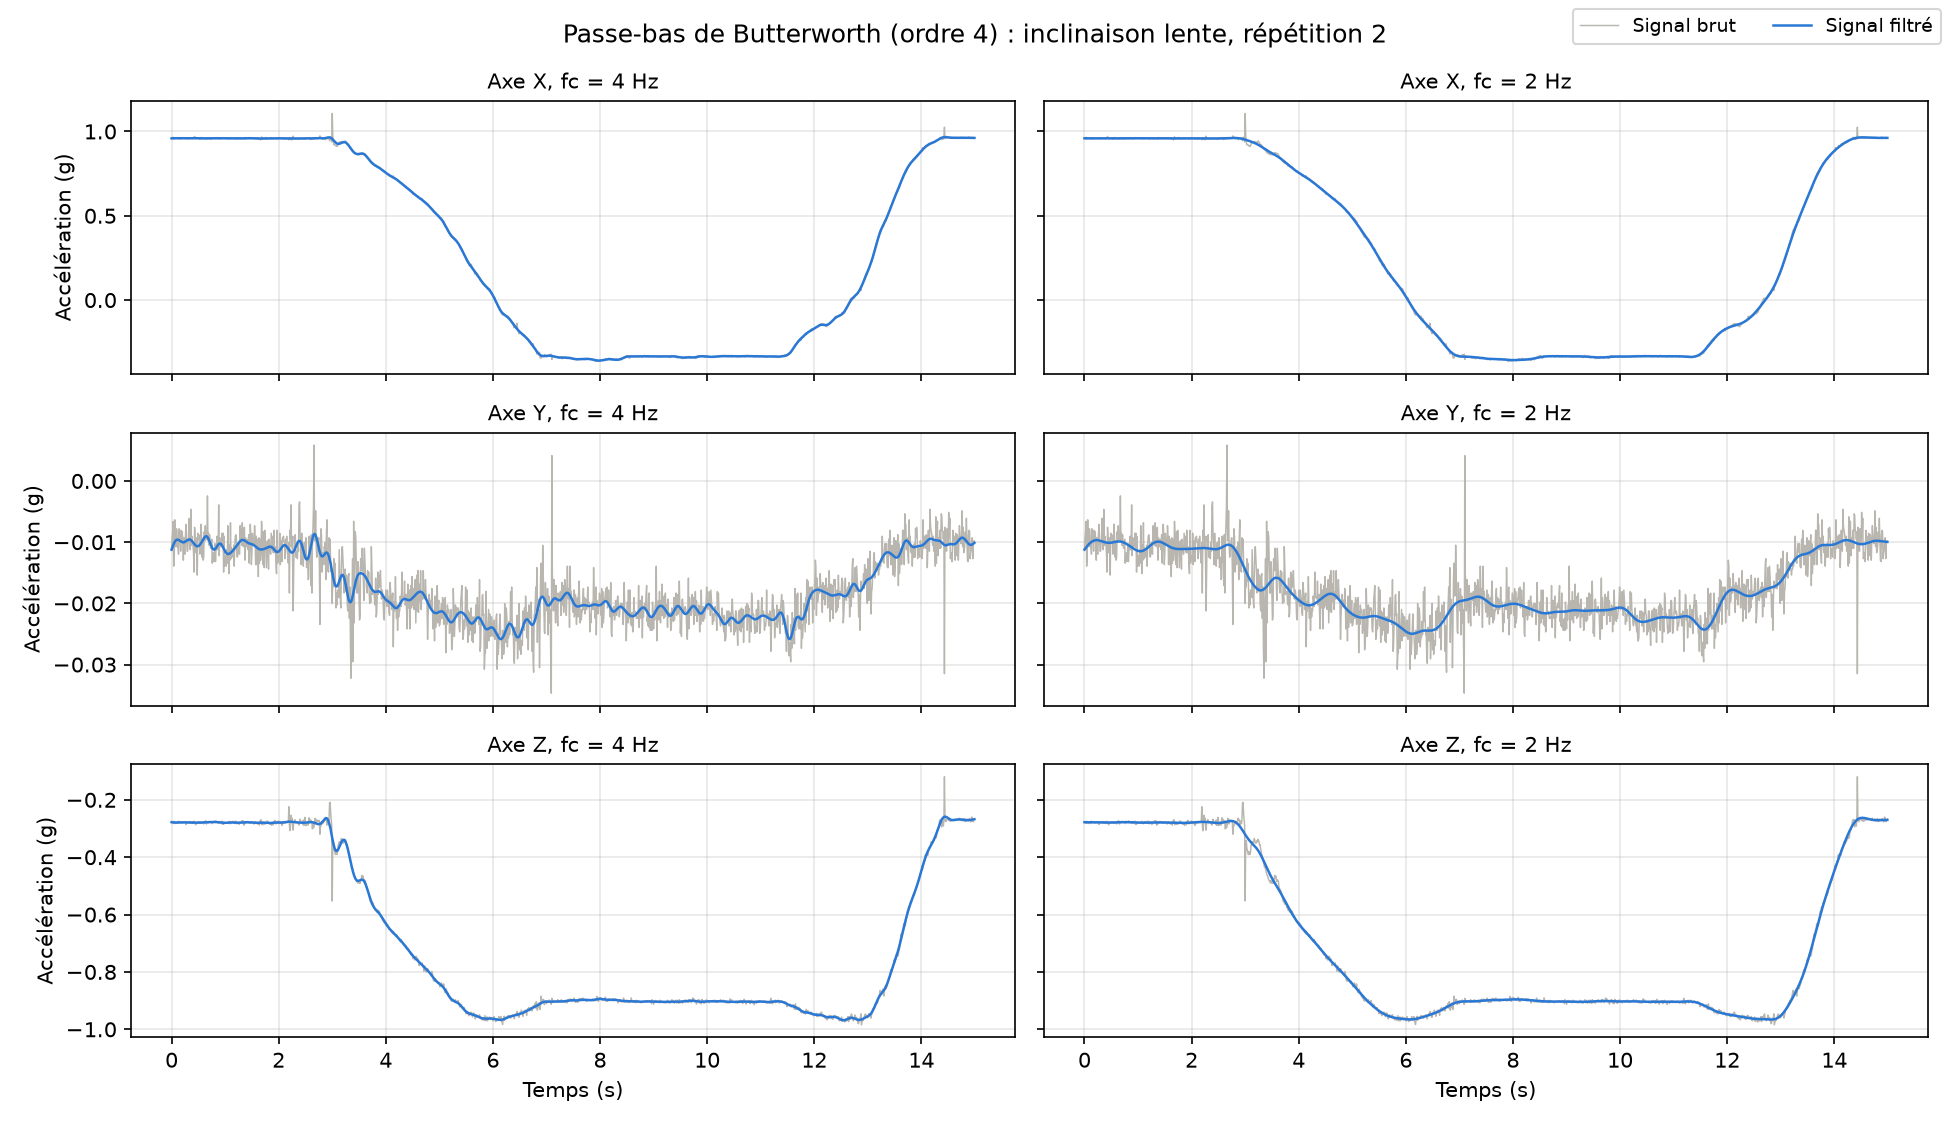 Passe-bas de Butterworth (ordre 4) : inclinaison lente, répétition 2
Signal brut
Signal filtré
Axe X, fc = 4 Hz
Axe X, fc = 2 Hz
Accélération (g)
1.0
0.5
0.0
Axe Y, fc = 4 Hz
Axe Y, fc = 2 Hz
Accélération (g)
0.00
−0.01
−0.02
−0.03
Axe Z, fc = 4 Hz
Axe Z, fc = 2 Hz
Accélération (g)
−0.2
−0.4
−0.6
−0.8
−1.0
0 2 4 6 8 10 12 14
0 2 4 6 8 10 12 14
Temps (s)
Temps (s)